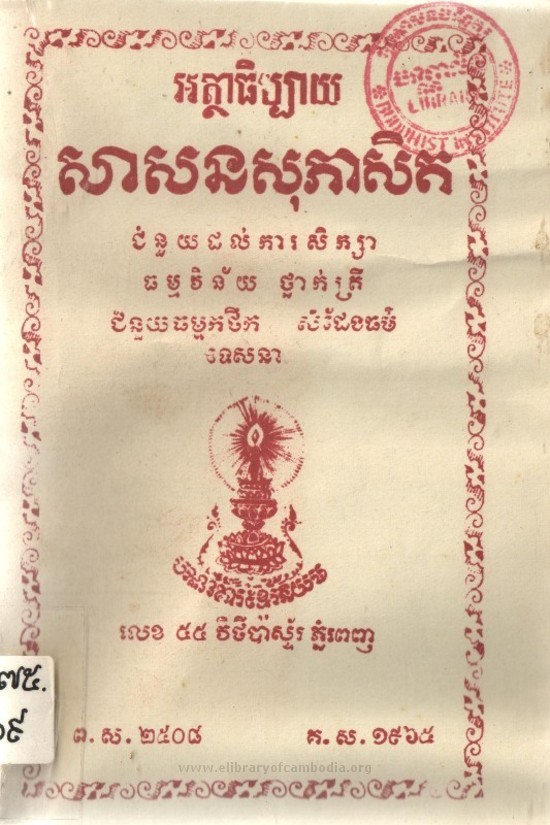 អត្ថាធិប្បាយ
សាសនសុភាសិត
ជំនួយដល់ការសិក្សា
ធម្មវិន័យ ថ្នាក់ត្រី
ជំនួយធម្មកថិក សំដែងធម៌
ទេសនា
លេខ ៥៥ វិថីប៉ាស្ទ័រ ភ្នំពេញ
៧៥.
ព. ស. ២៥០៨ គ. ស. ១៩៦៥
www.elibraryofcambodia.org